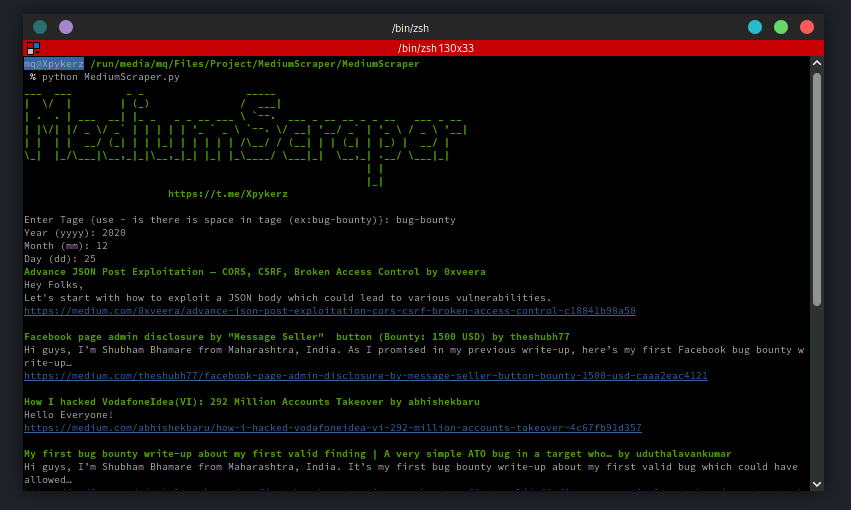 /bin/zsh
/bin/zsh 130x33
mq@Xpykerz /run/media/mq/Files/Project/MediumScraper/MediumScraper
% python MediumScraper.py
MediumScraper
https://t.me/Xpykerz
Enter Tage {use - is there is space in tage (ex:bug-bounty)}: bug-bounty
Year (yyyy): 2020
Month (mm): 12
Day (dd): 25
Advance JSON Post Exploitation — CORS, CSRF, Broken Access Control by 0xveera
Hey Folks,
Let's start with how to exploit a JSON body which could lead to various vulnerabilities.
https://medium.com/0xveera/advance-json-post-exploitation-cors-csrf-broken-access-control-c18841b98a50
Facebook page admin disclosure by "Message Seller"  button (Bounty: 1500 USD) by theshubh77
Hi guys, I’m Shubham Bhamare from Maharashtra, India. As I promised in my previous write-up, here’s my first Facebook bug bounty w
rite-up…
https://medium.com/theshubh77/facebook-page-admin-disclosure-by-message-seller-button-bounty-1500-usd-caaa2eac4121
How I hacked VodafoneIdea(VI): 292 Million Accounts Takeover by abhishekbaru
Hello Everyone!
https://medium.com/abhishekbaru/how-i-hacked-vodafoneidea-vi-292-million-accounts-takeover-4c67fb91d357
My first bug bounty write-up about my first valid finding | A very simple ATO bug in a target who… by uduthalavankumar
Hi guys, I’m Shubham Bhamare from Maharashtra, India. It’s my first bug bounty write-up about my first valid bug which could have
allowed…